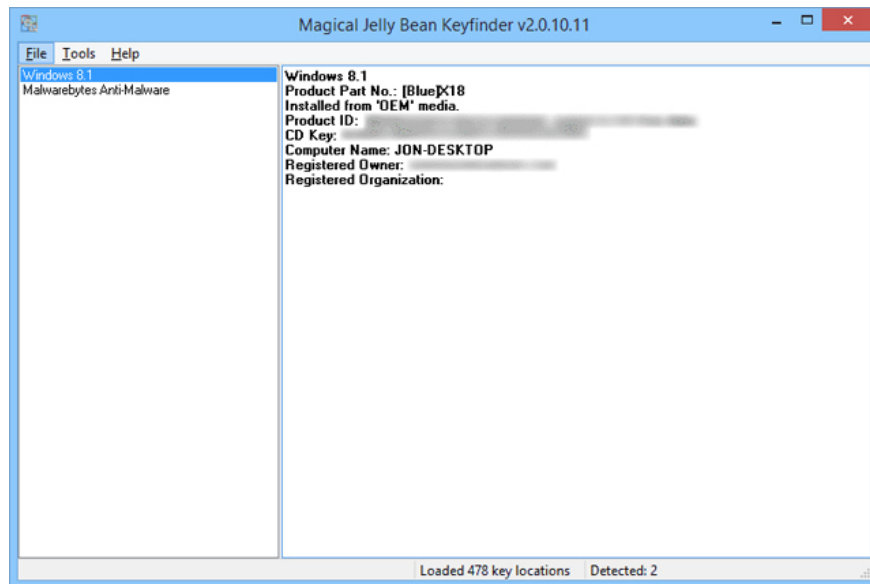 Magical Jelly Bean Keyfinder v2.0.10.11
File Tools Help
Windows 8.1
Malwarebytes Anti-Malware
Windows 8.1
Product Part No.: [Blue]X18
Installed from 'OEM' media.
Product ID:
CD Key:
Computer Name: JON-DESKTOP
Registered Owner:
Registered Organization:
Loaded 478 key locations Detected: 2